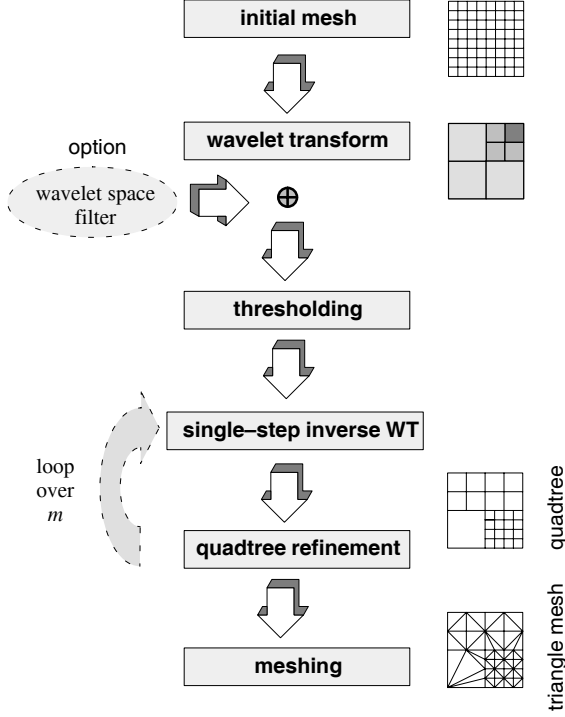 initial mesh
wavelet transform
option
wavelet space
filter
thresholding
single–step inverse WT
loop
over
m
quadtree
quadtree refinement
triangle mesh
meshing